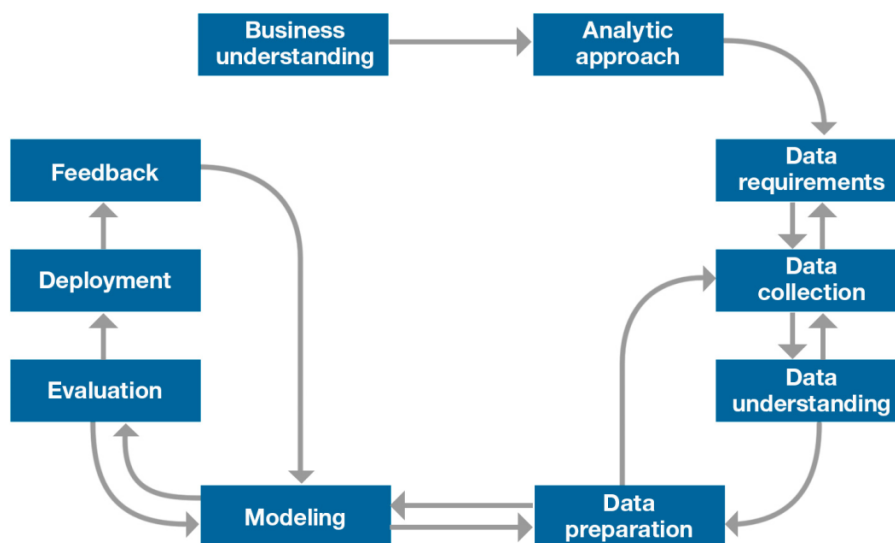 Business
understanding
Analytic
approach
Data
requirements
Data
collection
Data
understanding
Data
preparation
Modeling
Evaluation
Deployment
Feedback